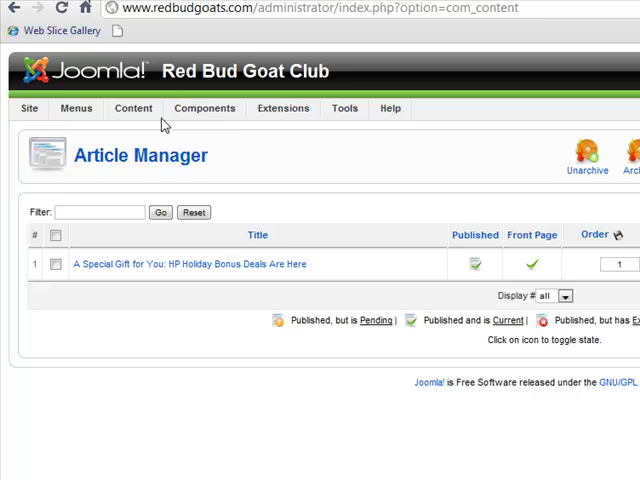 www.redbudgoats.com/administrator/index.php?option=com_content
Web Slice Gallery
Joomla! Red Bud Goat Club
Site Menus Content Components Extensions Tools Help
Article Manager
Unarchive
Filter: Go Reset
# Title Published Front Page Order
1 A Special Gift for You: HP Holiday Bonus Deals Are Here 1
Display # all
Published, but is Pending | Published and is Current | Published, but has
Click on icon to toggle state.
Joomla! is Free Software released under the GNU/GPL